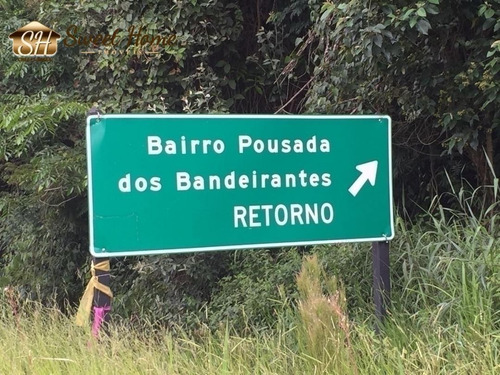 SH Sweet Home
Bairro Pousada
dos Bandeirantes
RETORNO